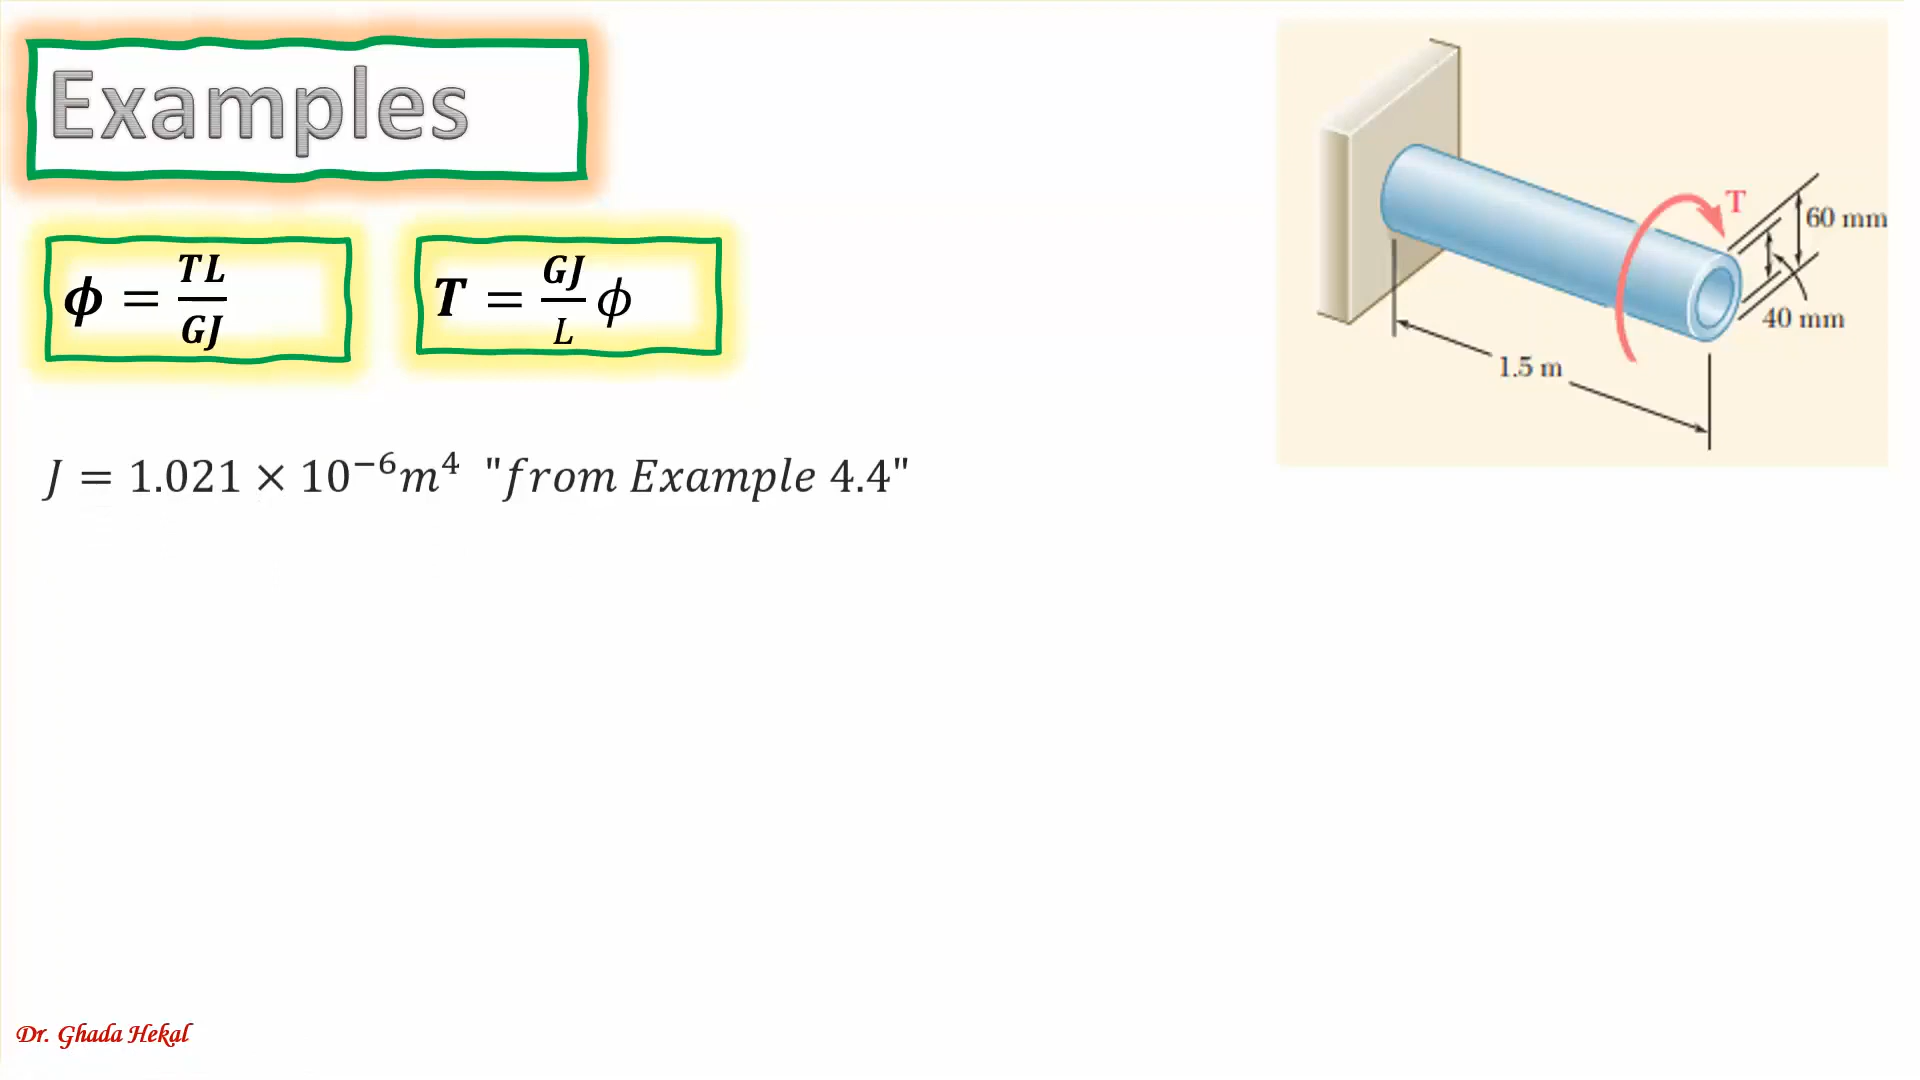 Examples
ϕ = TL/GJ
T = GJ/L ϕ
J = 1.021 × 10⁻⁶m⁴ "from Example 4.4"
T
60 mm
40 mm
1.5 m
Dr. Ghada Hekal